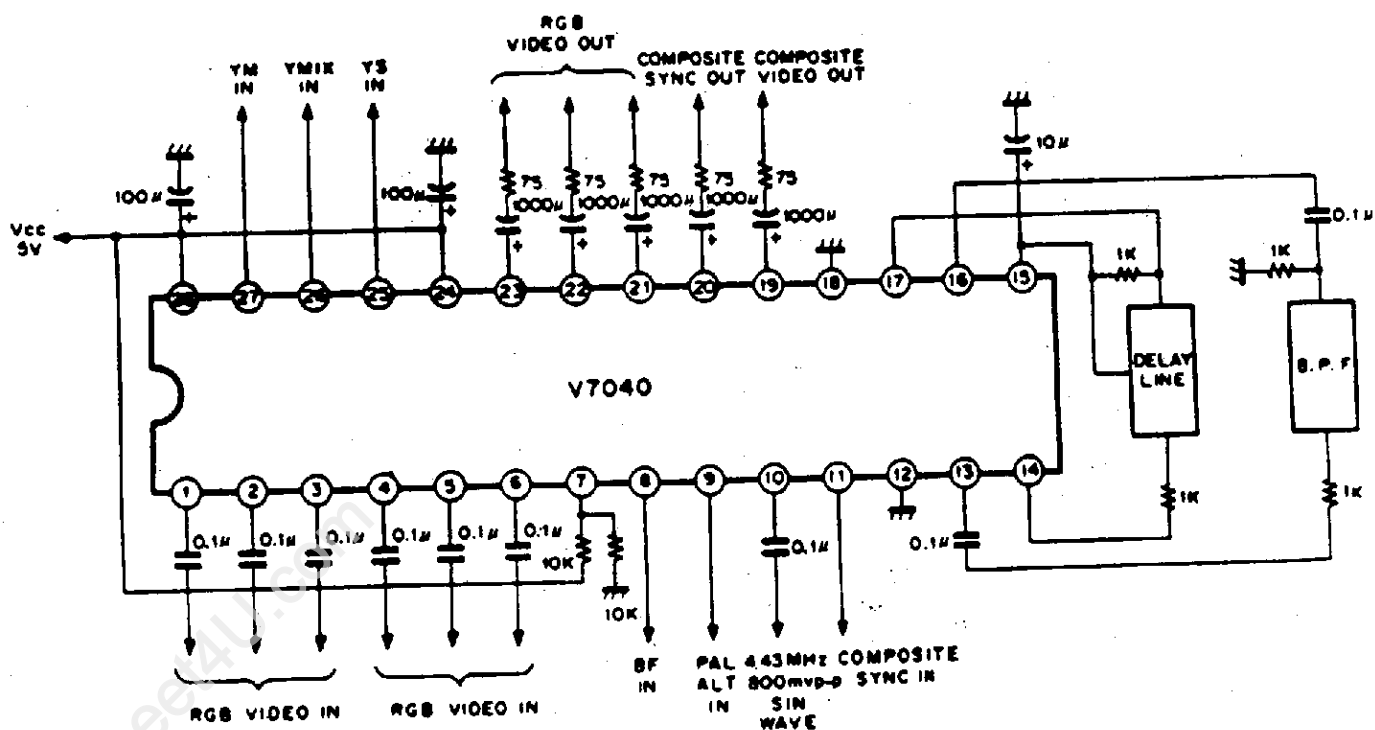 RGB
VIDEO OUT
COMPOSITE COMPOSITE
SYNC OUT VIDEO OUT
YM
IN
YMIX
IN
YS
IN
100μ
+
100μ
+
75
75
75
75
75
1000μ
1000μ
1000μ
1000μ
1000μ
+
+
+
+
+
10μ
+
0.1μ
1K
1K
Vcc
5V
28 27 26 25 24 23 22 21 20 19 18 17 16 15
V7040
DELAY
LINE
B.P.F
1 2 3 4 5 6 7 8 9 10 11 12 13 14
0.1μ
0.1μ
0.1μ
0.1μ
0.1μ
0.1μ
10K
10K
0.1μ
0.1μ
1K
1K
RGB VIDEO IN
RGB VIDEO IN
BF
IN
PAL
ALT
IN
4.43MHz
800mvp-p
SIN
WAVE
COMPOSITE
SYNC IN
eet4U.com